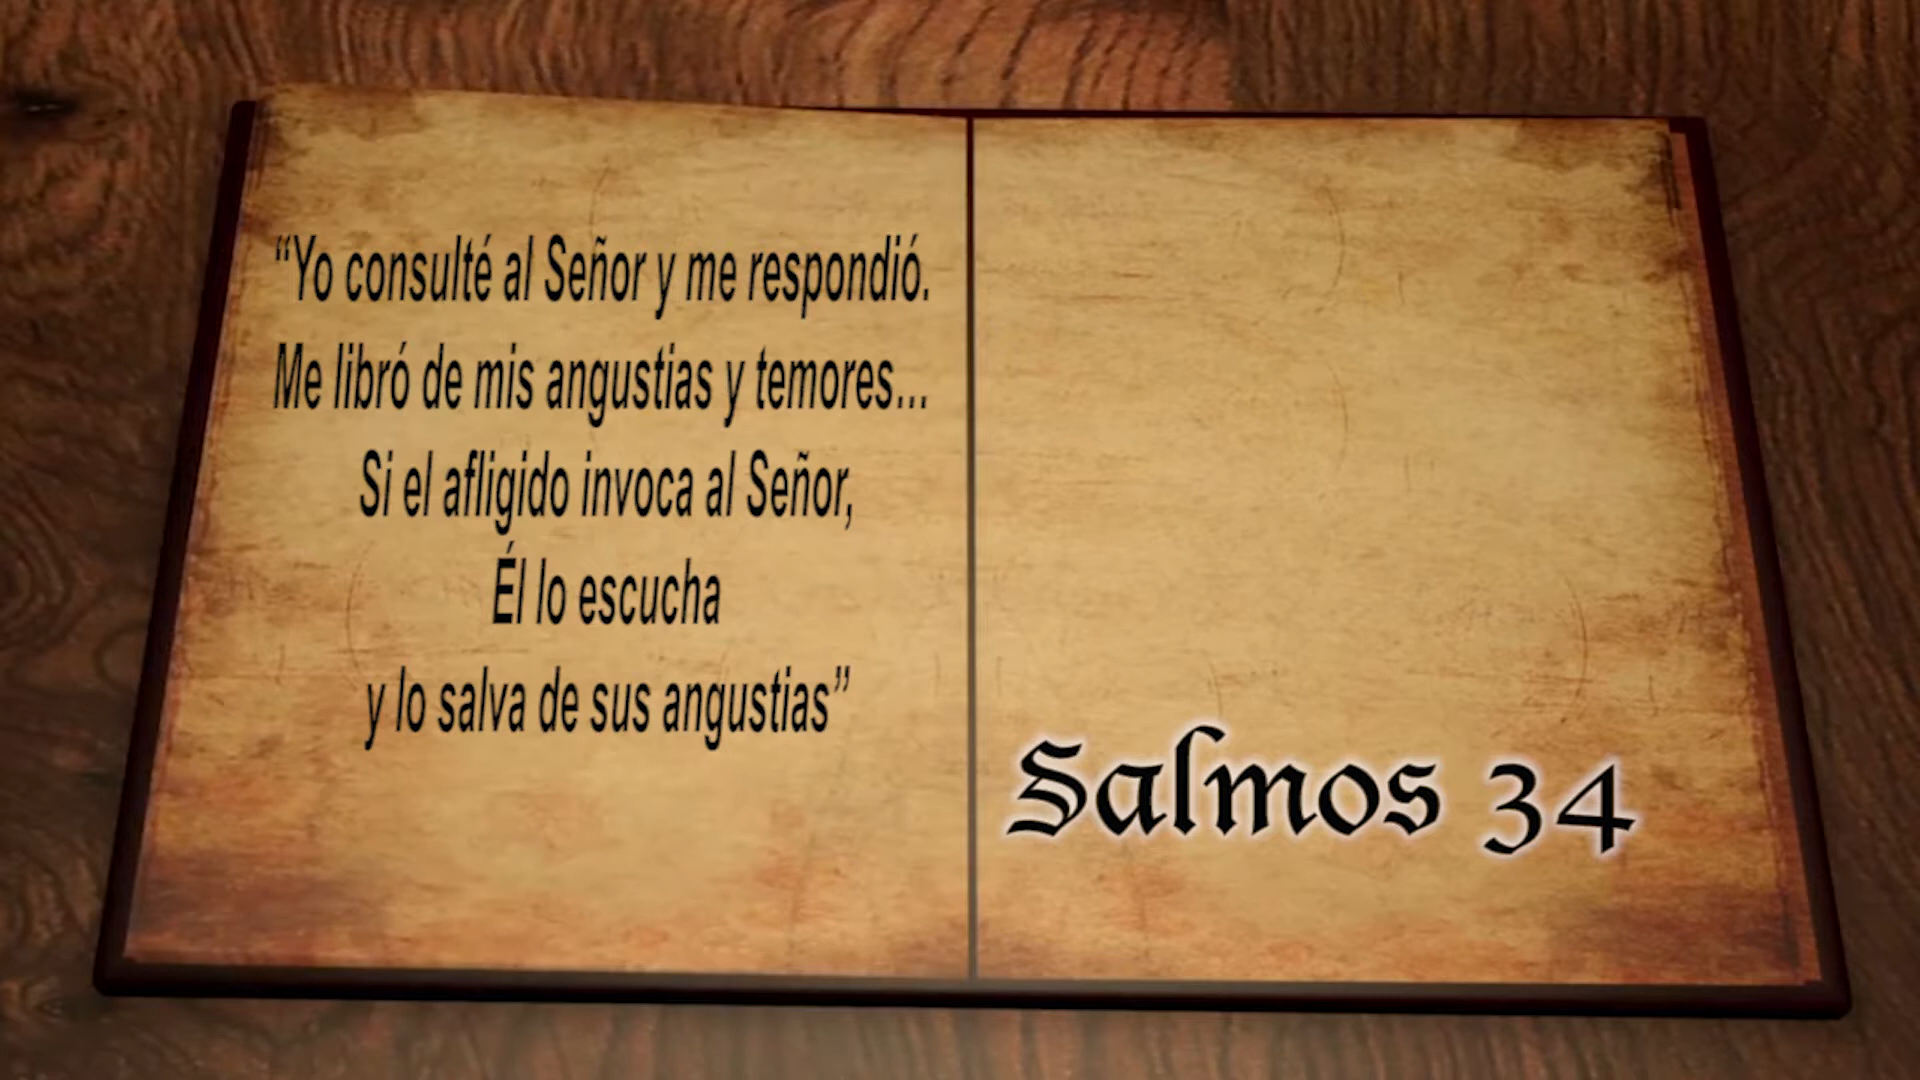 “Yo consulté al Señor y me respondió.
Me libró de mis angustias y temores...
Si el afligido invoca al Señor,
Él lo escucha
y lo salva de sus angustias”
Salmos 34